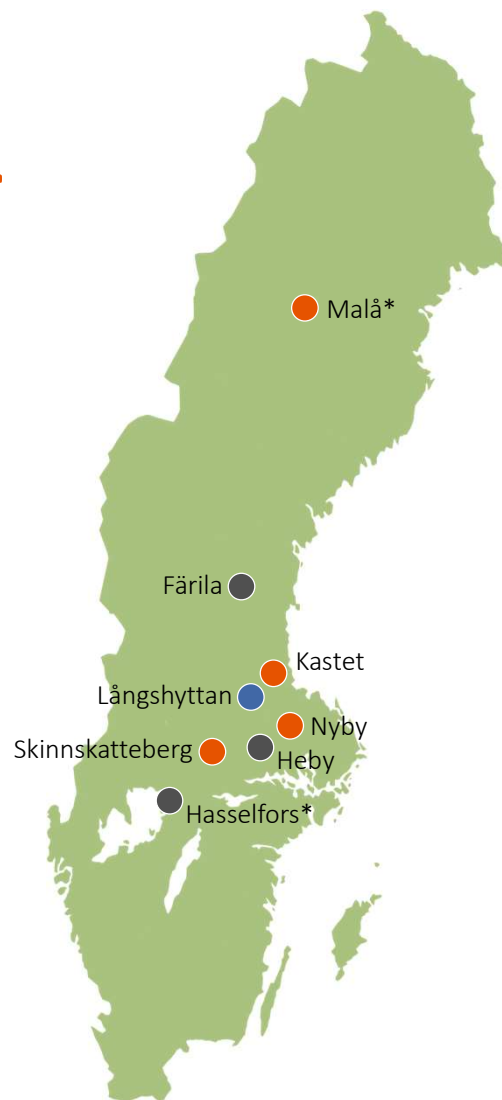 Malå*
Färila
Kastet
Långshyttan
Nyby
Skinnskatteberg
Heby
Hasselfors*